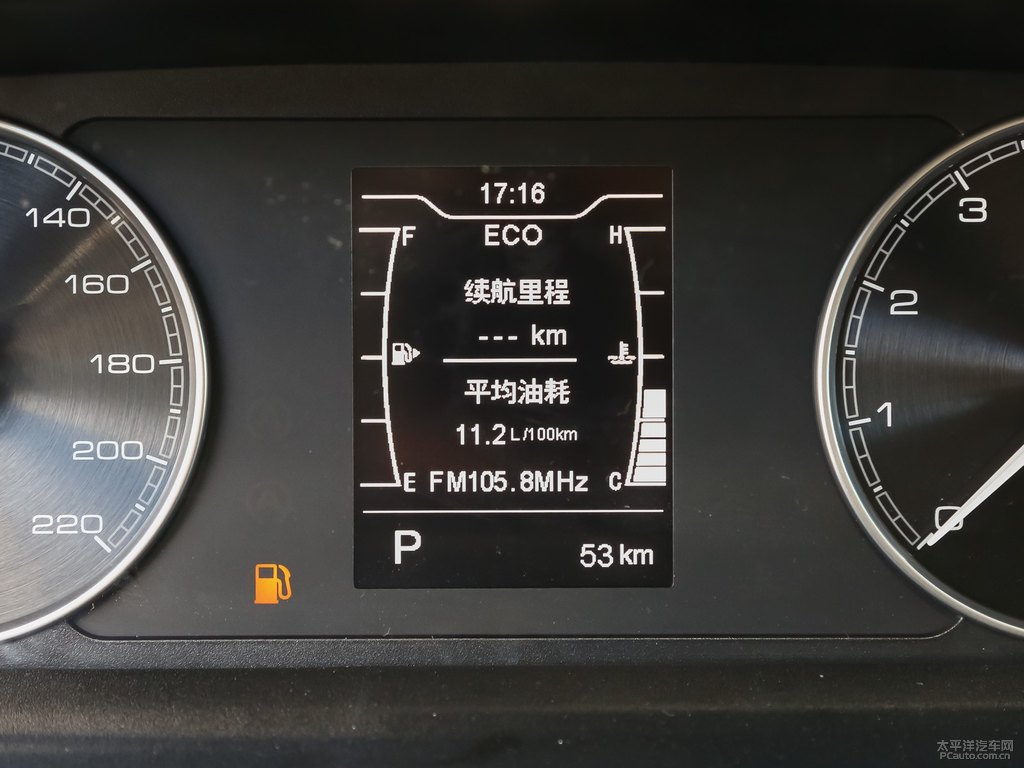 17:16
F ECO H
续航里程
--- km
平均油耗
11.2 L/100km
E FM105.8MHz C
P 53 km
140
160
180
200
220
3
2
1
0
太平洋汽车网
PCauto.com.cn